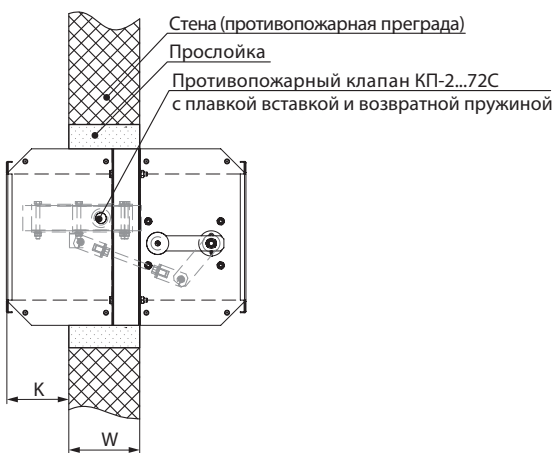 Стена (противопожарная преграда)
Прослойка
Противопожарный клапан КП-2...72С
с плавкой вставкой и возвратной пружиной
K
W